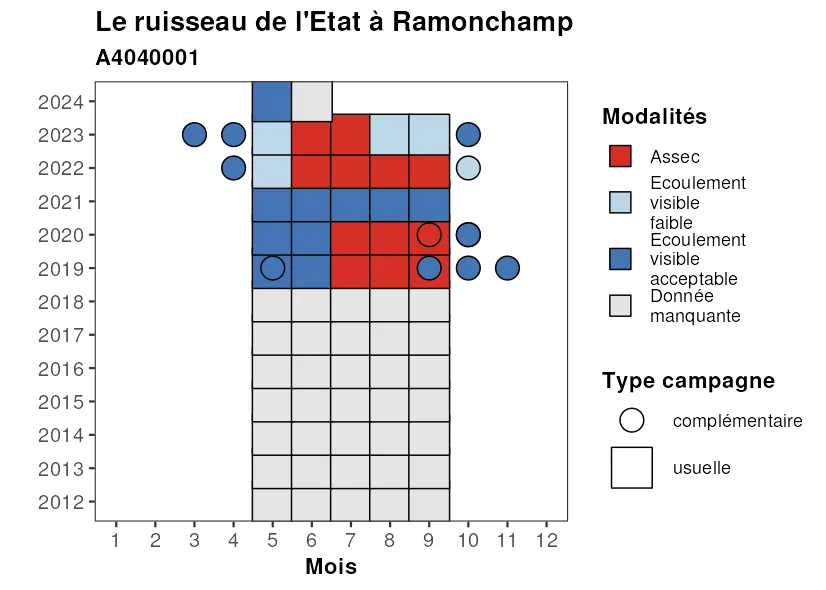 Le ruisseau de l'Etat à Ramonchamp
A4040001
2024
2023
2022
2021
2020
2019
2018
2017
2016
2015
2014
2013
2012
1 2 3 4 5 6 7 8 9 10 11 12
Mois
Modalités
Assec
Ecoulement
visible
faible
Ecoulement
visible
acceptable
Donnée
manquante
Type campagne
complémentaire
usuelle